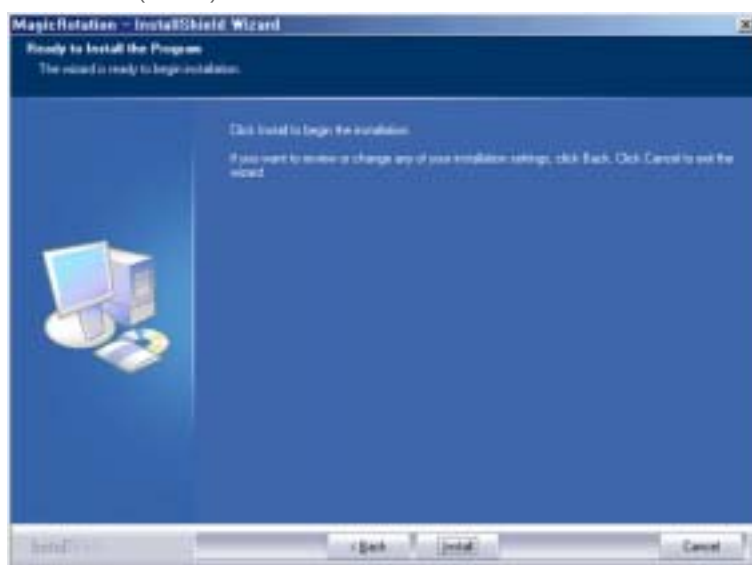 MagicRotation - InstallShield Wizard
Ready to Install the Program
The wizard is ready to begin installation.
Click Install to begin the installation.
If you want to review or change any of your installation settings, click Back. Click Cancel to exit the
wizard.
< Back
Install
Cancel